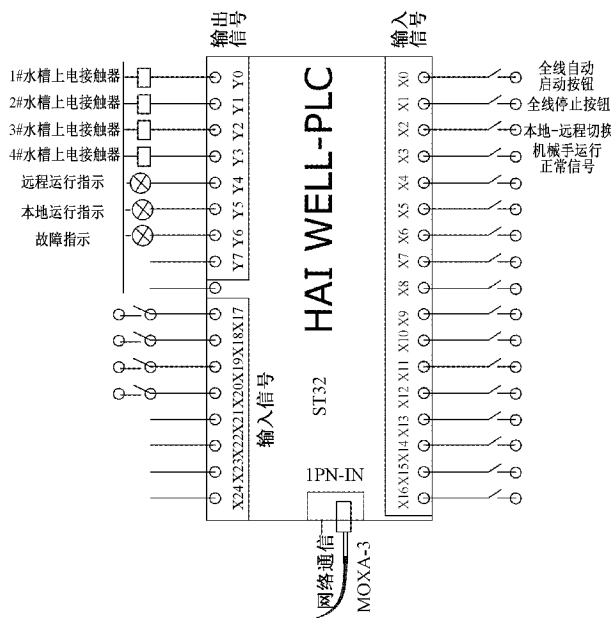 输出信号
输入信号
1#水槽上电接触器
2#水槽上电接触器
3#水槽上电接触器
4#水槽上电接触器
远程运行指示
本地运行指示
故障指示
Y0
Y1
Y2
Y3
Y4
Y5
Y6
Y7
X17
X18
X19
X20
X21
X22
X23
X24
输入信号
HAI WELL-PLC
ST32
1PN-IN
网络通信
MOXA-3
X0
X1
X2
X3
X4
X5
X6
X7
X8
X9
X10
X11
X12
X13
X14
X15
X16
全线自动
启动按钮
全线停止按钮
本地-远程切换
机械手运行
正常信号